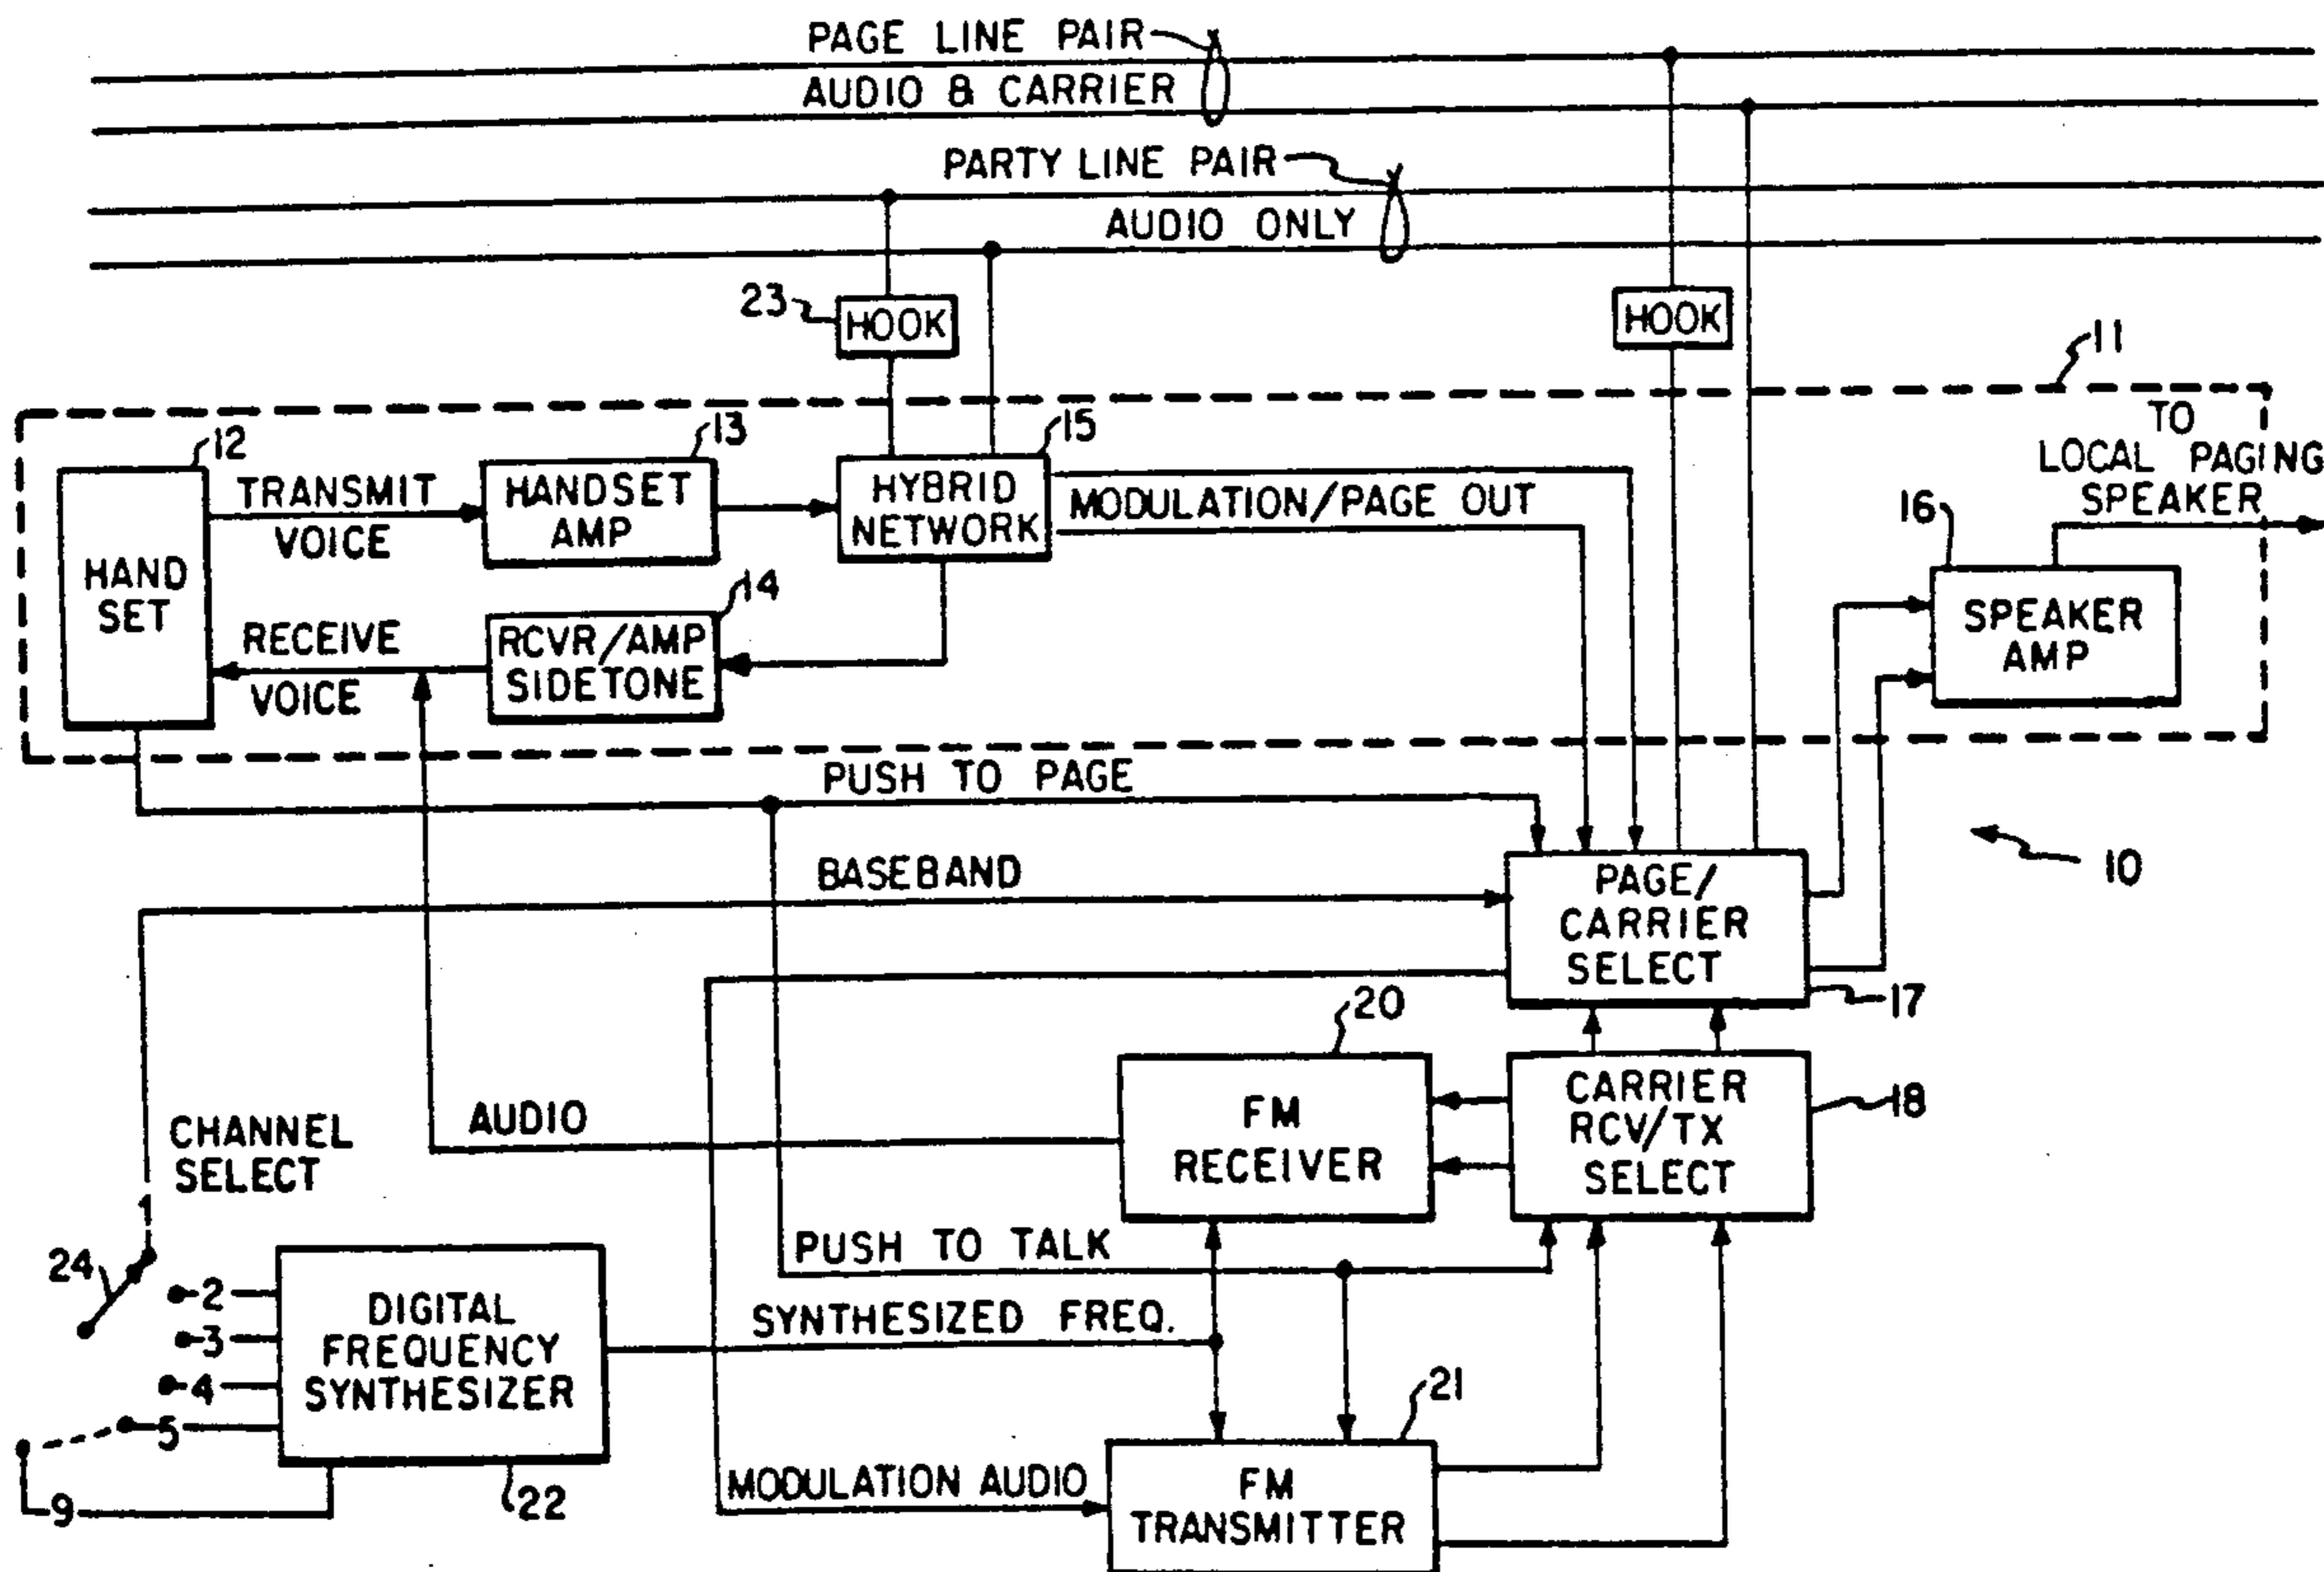 PAGE LINE PAIR
AUDIO & CARRIER
PARTY LINE PAIR
AUDIO ONLY
23
HOOK
HOOK
11
TO
LOCAL PAGING
SPEAKER
12
13
15
16
HAND
SET
TRANSMIT
VOICE
HANDSET
AMP
HYBRID
NETWORK
MODULATION/PAGE OUT
SPEAKER
AMP
14
RECEIVE
VOICE
RCVR/AMP
SIDETONE
PUSH TO PAGE
10
BASEBAND
PAGE/
CARRIER
SELECT
17
20
CHANNEL
SELECT
AUDIO
FM
RECEIVER
CARRIER
RCV/TX
SELECT
18
1
24
2
3
4
5
9
DIGITAL
FREQUENCY
SYNTHESIZER
22
PUSH TO TALK
SYNTHESIZED FREQ.
21
MODULATION AUDIO
FM
TRANSMITTER